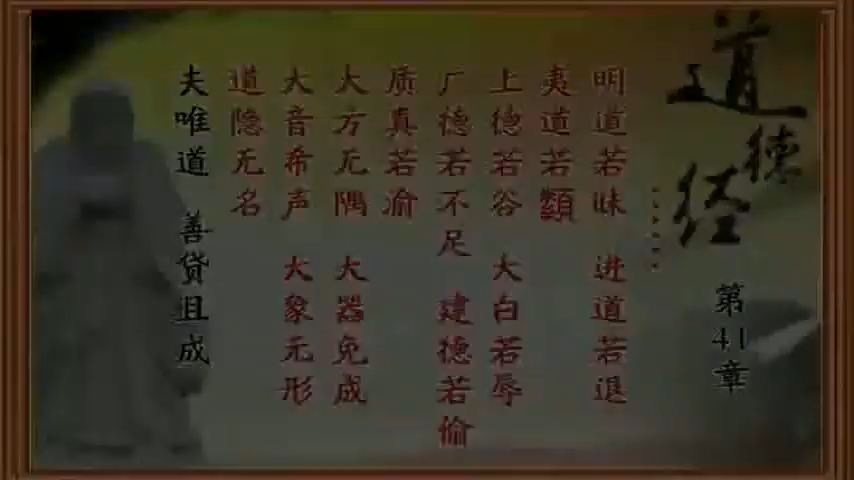 道德经
第41章
明道若昧 进道若退
夷道若纇
上德若谷 大白若辱
广德若不足 建德若偷
质真若渝
大方无隅 大器免成
大音希声 大象无形
道隐无名
夫唯道 善贷且成